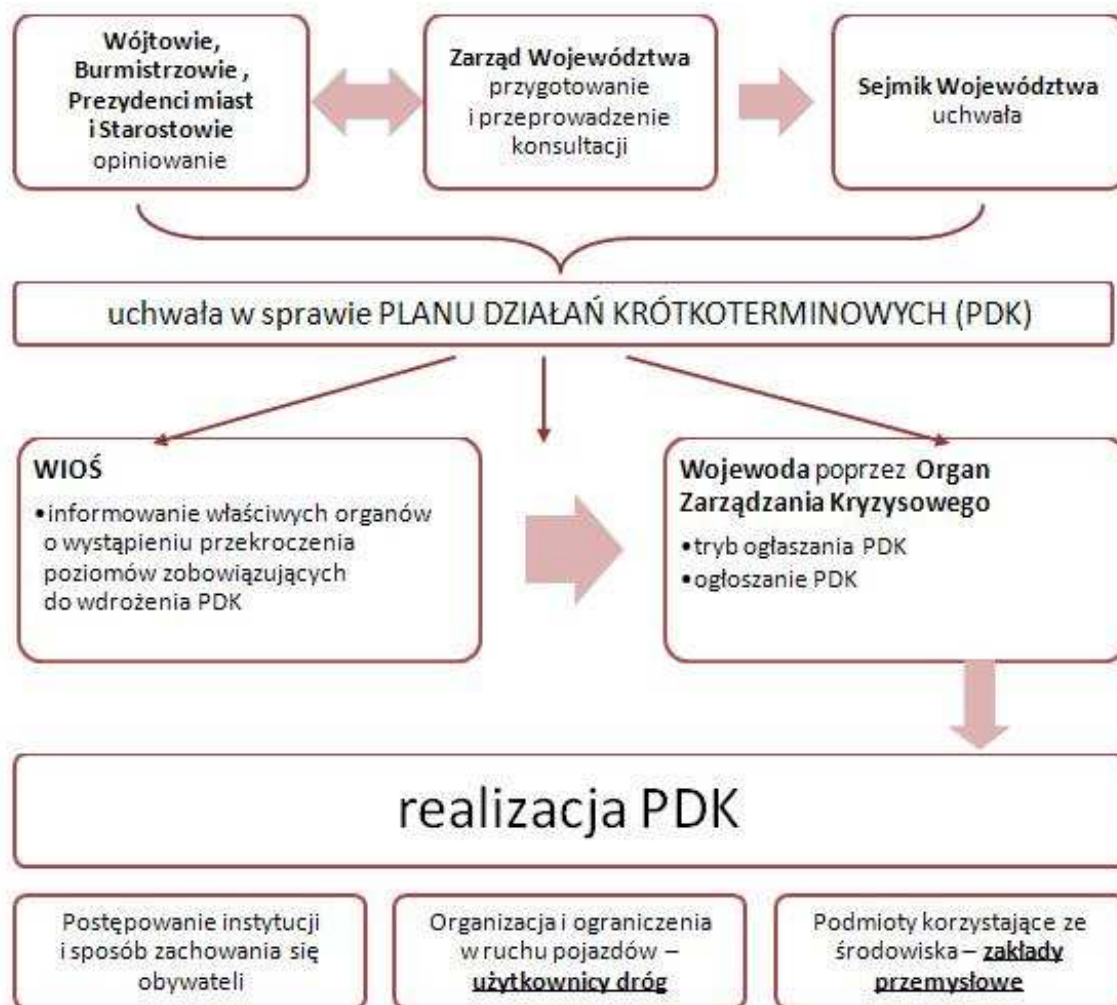 Wójtowie,
Burmistrzowie ,
Prezydenci miast
i Starostowie
opiniowanie
Zarząd Województwa
przygotowanie
i przeprowadzenie
konsultacji
Sejmik Województwa
uchwała
uchwała w sprawie PLANU DZIAŁAŃ KRÓTKOTERMINOWYCH (PDK)
WIOŚ
•informowanie właściwych organów
o wystąpieniu przekroczenia
poziomów zobowiązujących
do wdrożenia PDK
Wojewoda poprzez Organ
Zarządzania Kryzysowego
•tryb ogłaszania PDK
•ogłoszanie PDK
realizacja PDK
Postępowanie instytucji
i sposób zachowania się
obywateli
Organizacja i ograniczenia
w ruchu pojazdów –
użytkownicy dróg
Podmioty korzystające ze
środowiska – zakłady
przemysłowe